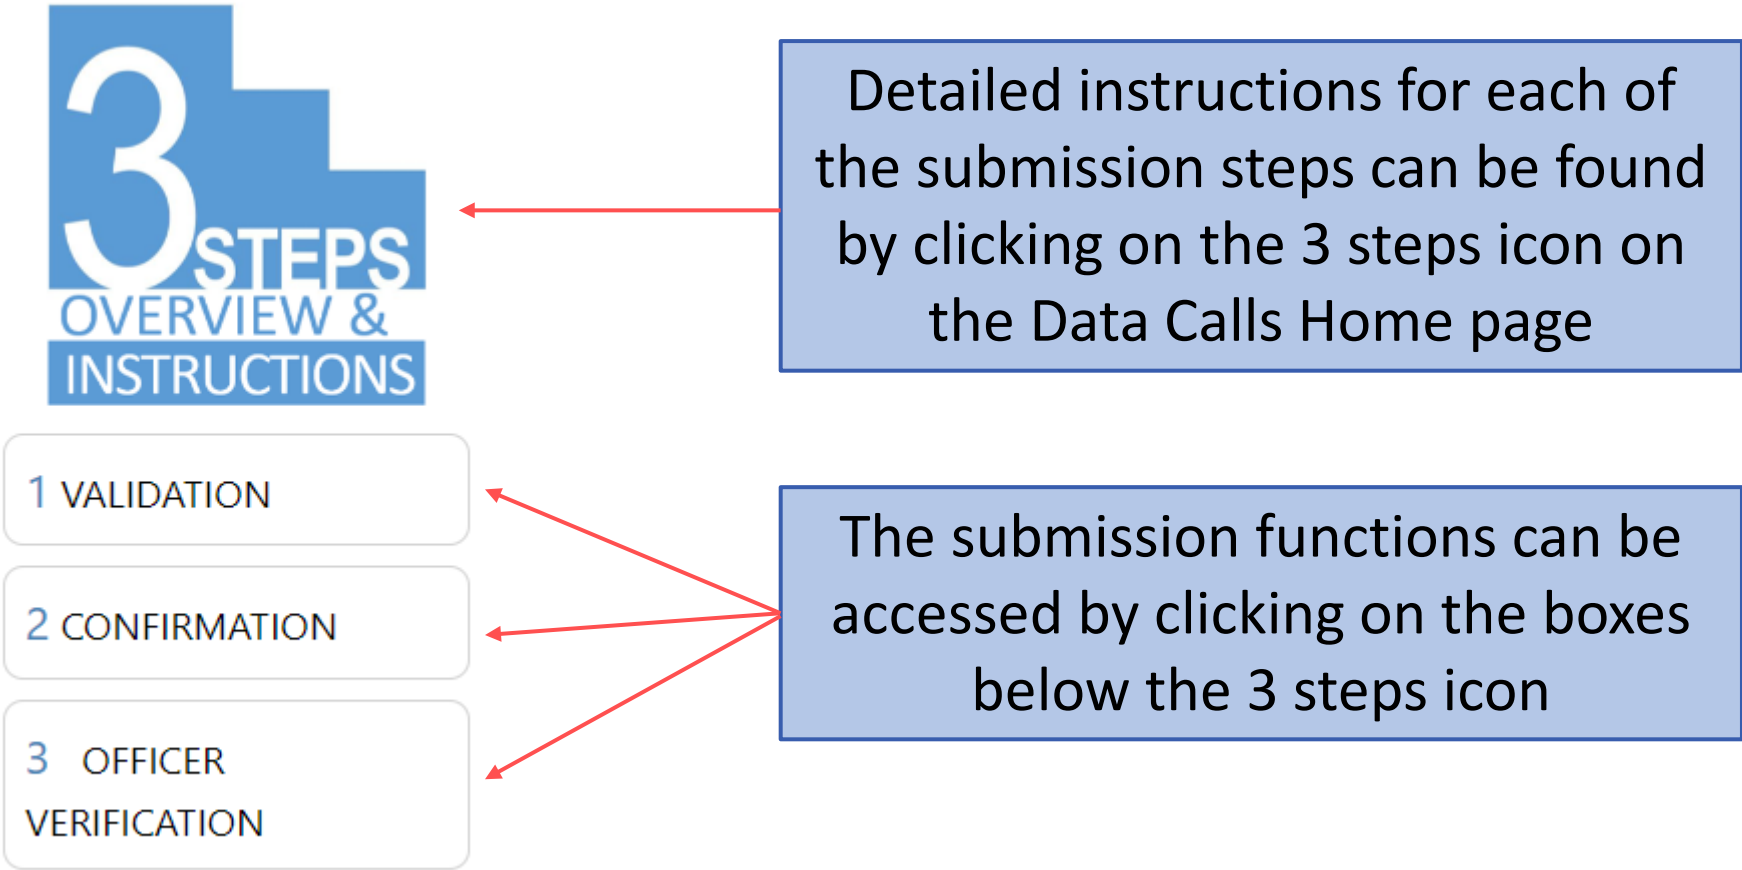 3 STEPS
OVERVIEW &
INSTRUCTIONS
Detailed instructions for each of
the submission steps can be found
by clicking on the 3 steps icon on
the Data Calls Home page
1 VALIDATION
2 CONFIRMATION
3 OFFICER
VERIFICATION
The submission functions can be
accessed by clicking on the boxes
below the 3 steps icon